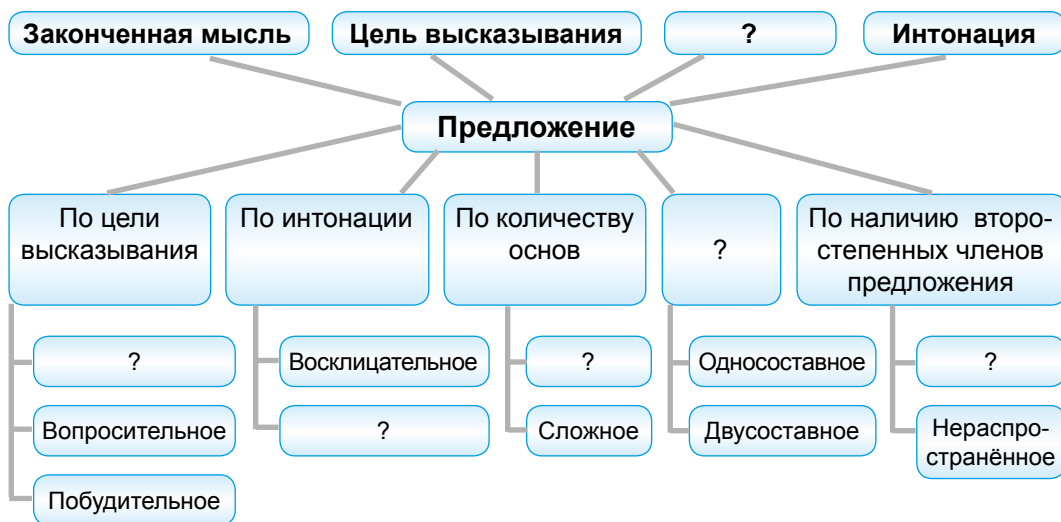 Законченная мысль
Цель высказывания
?
Интонация
Предложение
По цели
высказывания
По интонации
По количеству
основ
?
По наличию второ-
степенных членов
предложения
?
Вопросительное
Побудительное
Восклицательное
?
?
Сложное
Односоставное
Двусоставное
?
Нераспро-
странённое